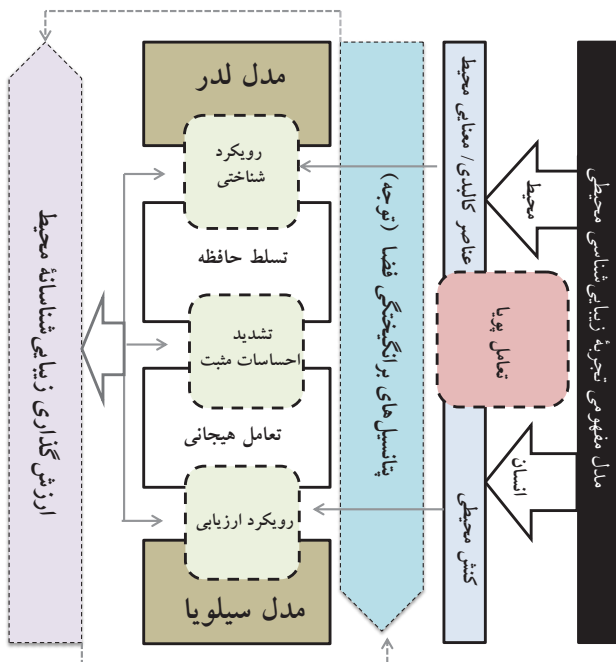 مدل مفهومی تجربهٔ زیبایی‌شناسی محیطی
محیط
انسان
تعامل پویا
عناصر کالبدی/ معنایی محیط
کنش محیطی
پتانسیل‌های برانگیختگی فضا (توجه)
مدل لدر
رویکرد
شناختی
تسلط حافظه
تشدید
احساسات مثبت
تعامل هیجانی
رویکرد ارزیابی
مدل سیلویا
ارزش گذاری زیبایی‌شناسانهٔ محیط